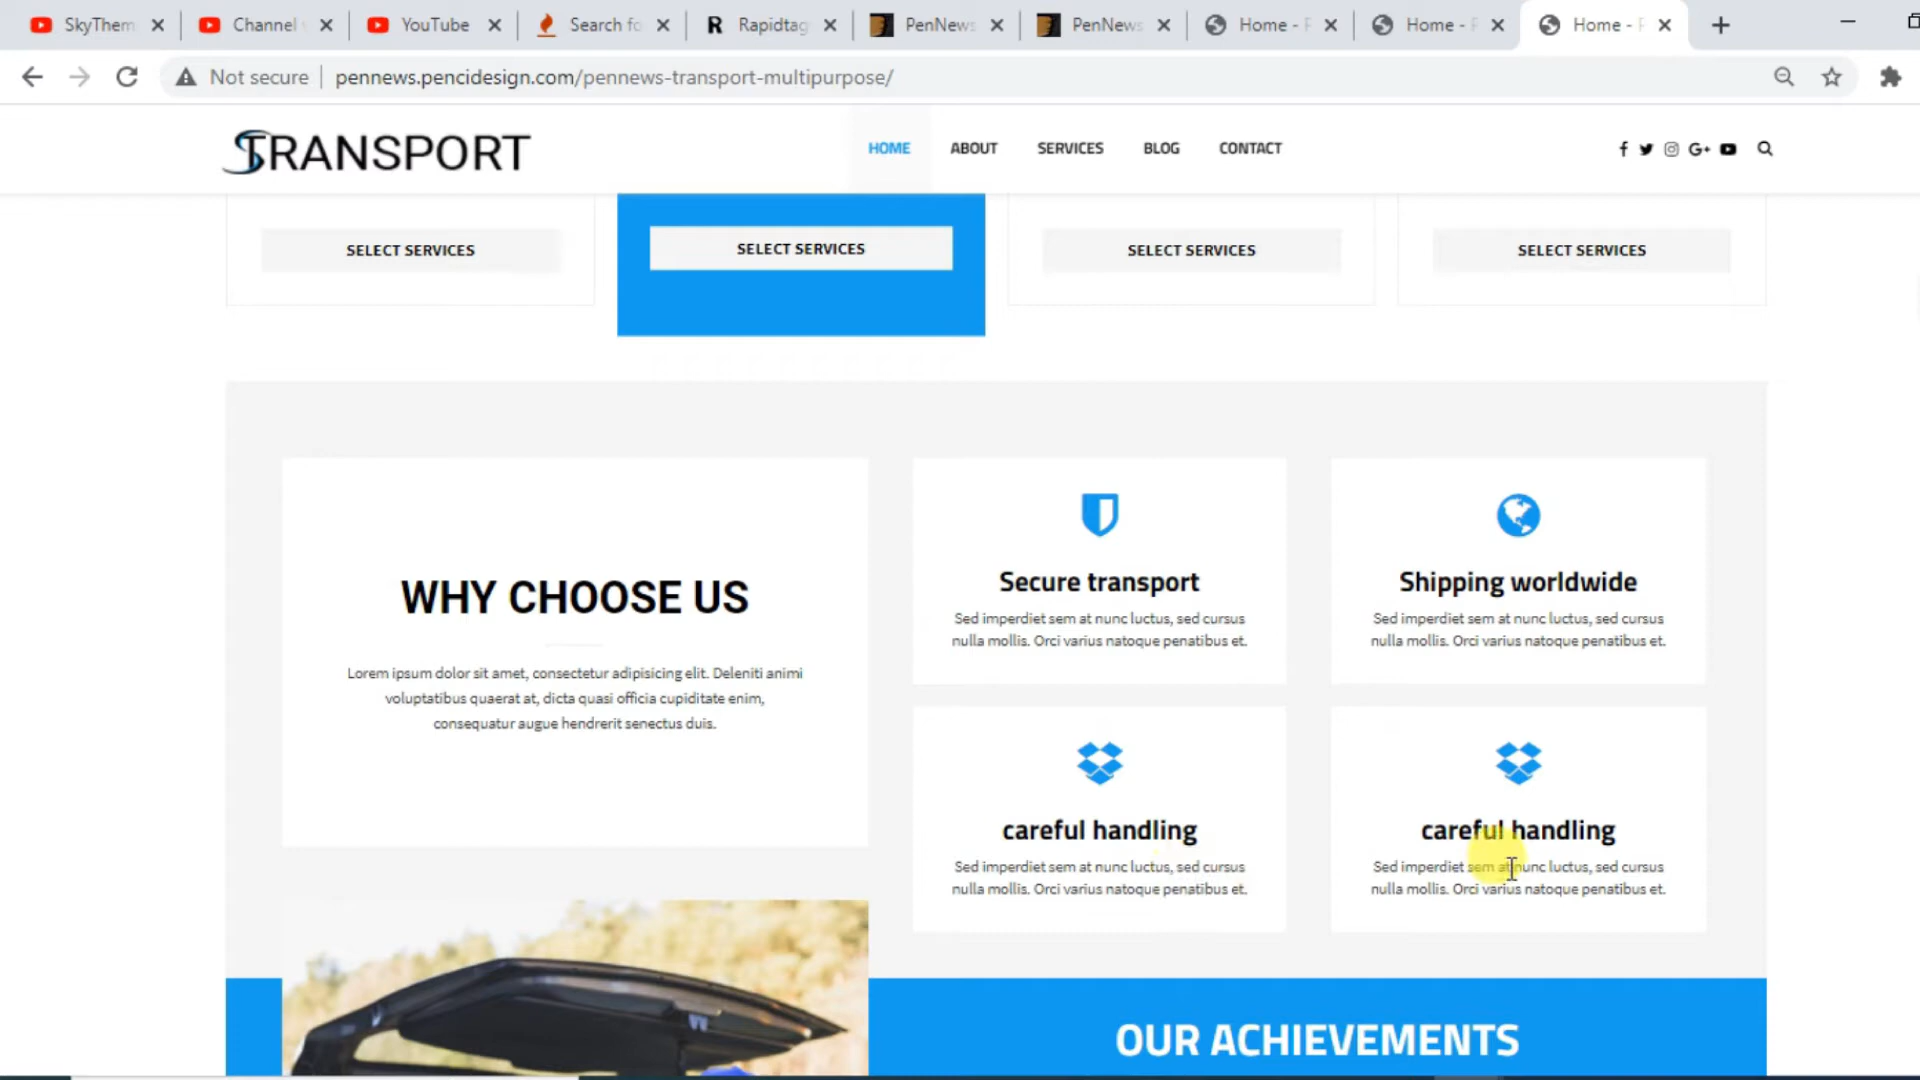 SkyThem
Channel
YouTube
Search fo
Rapidtag
PenNews
PenNews
Home - P
Home - P
Home - P
Not secure
pennews.pencidesign.com/pennews-transport-multipurpose/
TRANSPORT
HOME
ABOUT
SERVICES
BLOG
CONTACT
SELECT SERVICES
SELECT SERVICES
SELECT SERVICES
SELECT SERVICES
WHY CHOOSE US
Lorem ipsum dolor sit amet, consectetur adipisicing elit. Deleniti animi
voluptatibus quaerat at, dicta quasi officia cupiditate enim,
consequatur augue hendrerit senectus duis.
Secure transport
Sed imperdiet sem at nunc luctus, sed cursus
nulla mollis. Orci varius natoque penatibus et.
Shipping worldwide
Sed imperdiet sem at nunc luctus, sed cursus
nulla mollis. Orci varius natoque penatibus et.
careful handling
Sed imperdiet sem at nunc luctus, sed cursus
nulla mollis. Orci varius natoque penatibus et.
careful handling
Sed imperdiet sem at nunc luctus, sed cursus
nulla mollis. Orci varius natoque penatibus et.
OUR ACHIEVEMENTS